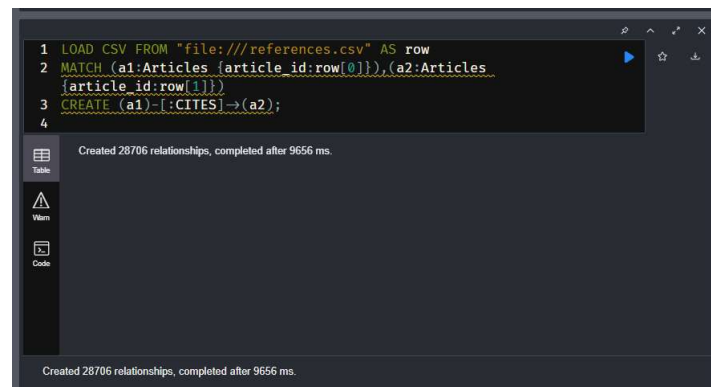 1 LOAD CSV FROM "file:///references.csv" AS row
2 MATCH (a1:Articles {article_id:row[0]}),(a2:Articles
{article_id:row[1]})
3 CREATE (a1)-[:CITES]→(a2);
4
Created 28706 relationships, completed after 9656 ms.
Table
Warn
Code
Created 28706 relationships, completed after 9656 ms.